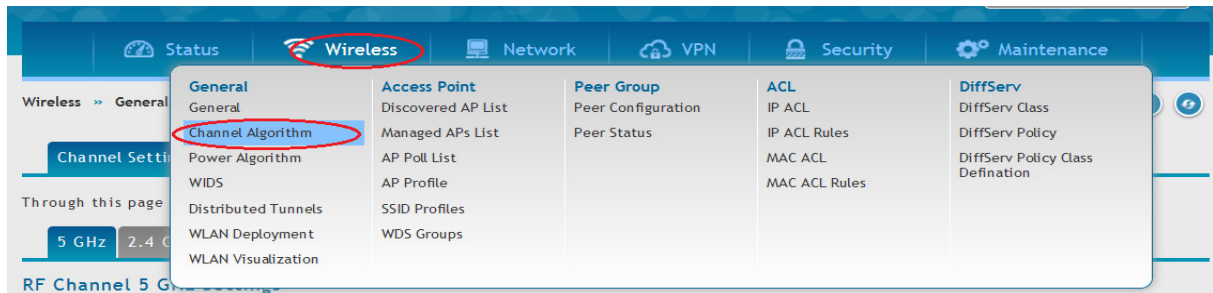 Status Wireless Network VPN Security Maintenance
Wireless » General
General
General
Channel Algorithm
Power Algorithm
WIDS
Distributed Tunnels
WLAN Deployment
WLAN Visualization
Access Point
Discovered AP List
Managed APs List
AP Poll List
AP Profile
SSID Profiles
WDS Groups
Peer Group
Peer Configuration
Peer Status
ACL
IP ACL
IP ACL Rules
MAC ACL
MAC ACL Rules
DiffServ
DiffServ Class
DiffServ Policy
DiffServ Policy Class
Defination
Channel Setti
Through this page
5 GHz 2.4 G
RF Channel 5 GHz Settings